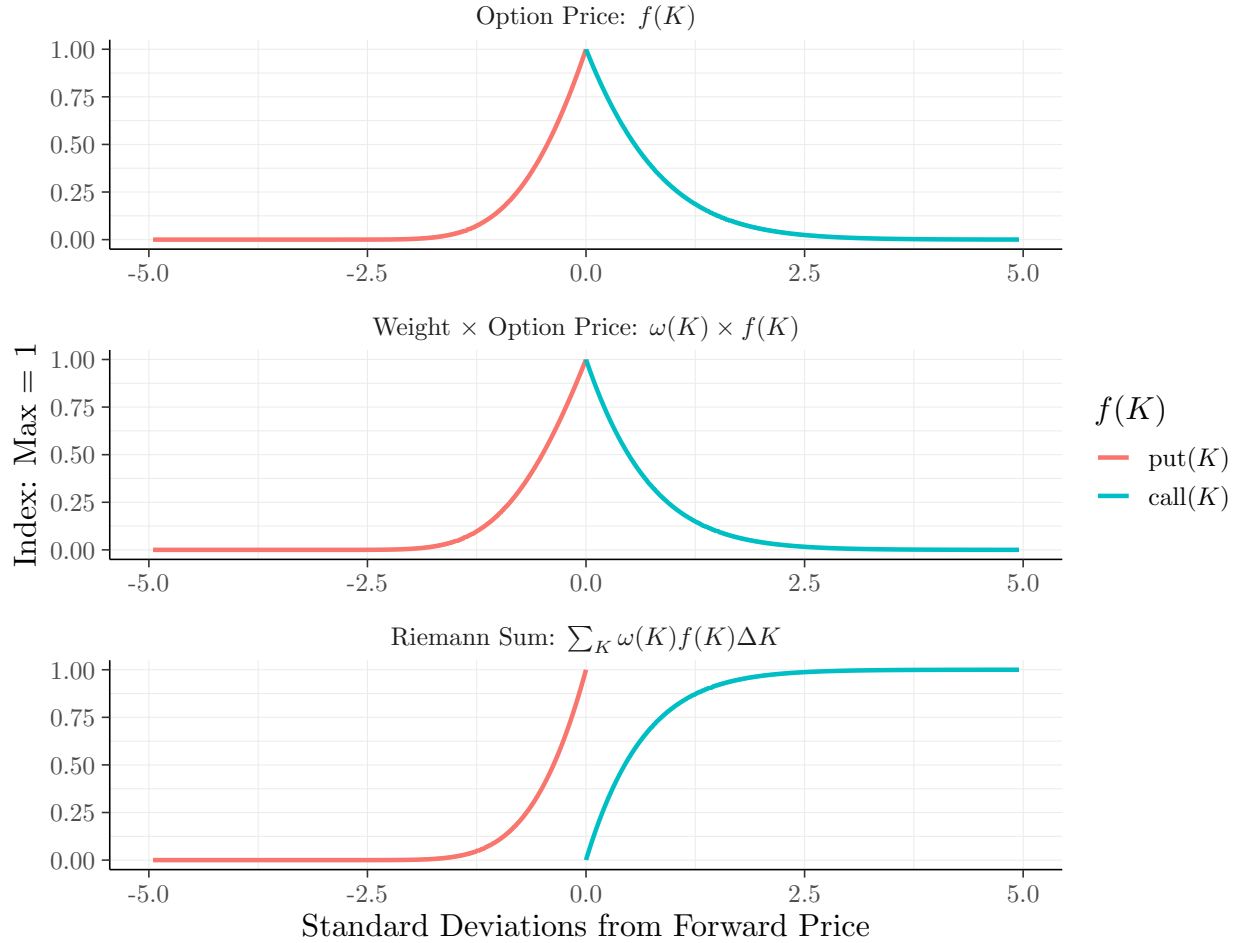 Option Price: f(K)
1.00
0.75
0.50
0.25
0.00
-5.0 -2.5 0.0 2.5 5.0
Weight × Option Price: ω(K) × f(K)
1.00
0.75
0.50
0.25
0.00
-5.0 -2.5 0.0 2.5 5.0
Riemann Sum: ∑_K ω(K)f(K)ΔK
1.00
0.75
0.50
0.25
0.00
-5.0 -2.5 0.0 2.5 5.0
Standard Deviations from Forward Price
Index: Max = 1
f(K)
put(K)
call(K)